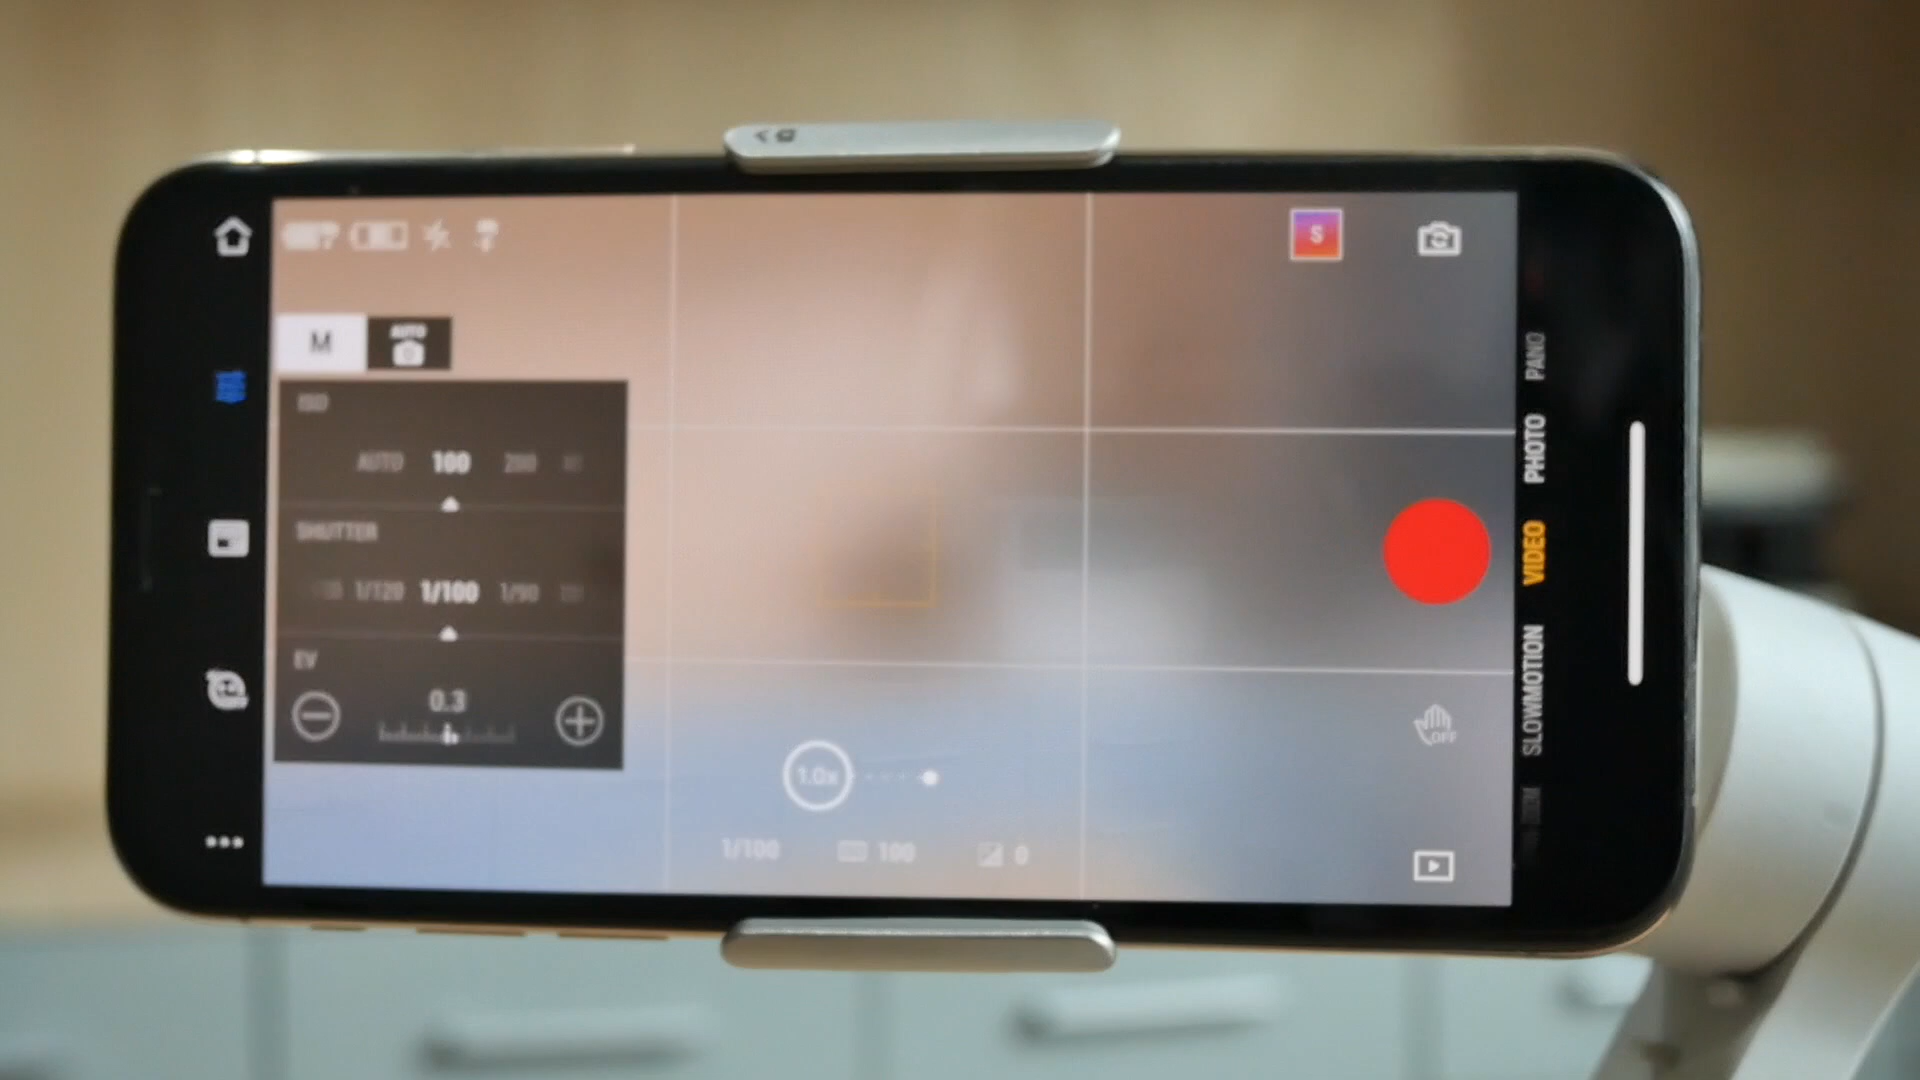 S
M
AUTO
ISO
AUTO 100 200
SHUTTER
1/120 1/100 1/90
EV
0.3
1.0x
1/100 100 0
OFF
PANO
PHOTO
VIDEO
SLOWMOTION